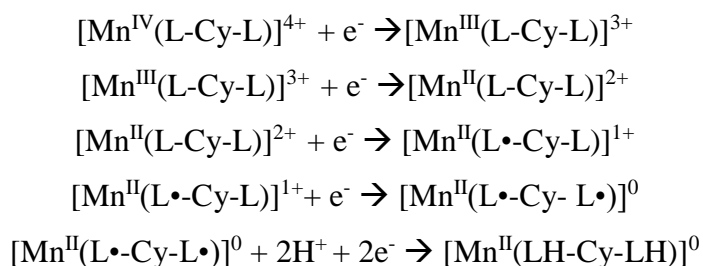 [Mn^IV(L-Cy-L)]^4+ + e^- → [Mn^III(L-Cy-L)]^3+
[Mn^III(L-Cy-L)]^3+ + e^- → [Mn^II(L-Cy-L)]^2+
[Mn^II(L-Cy-L)]^2+ + e^- → [Mn^II(L•-Cy-L)]^1+
[Mn^II(L•-Cy-L)]^1+ + e^- → [Mn^II(L•-Cy- L•)]^0
[Mn^II(L•-Cy-L•)]^0 + 2H^+ + 2e^- → [Mn^II(LH-Cy-LH)]^0